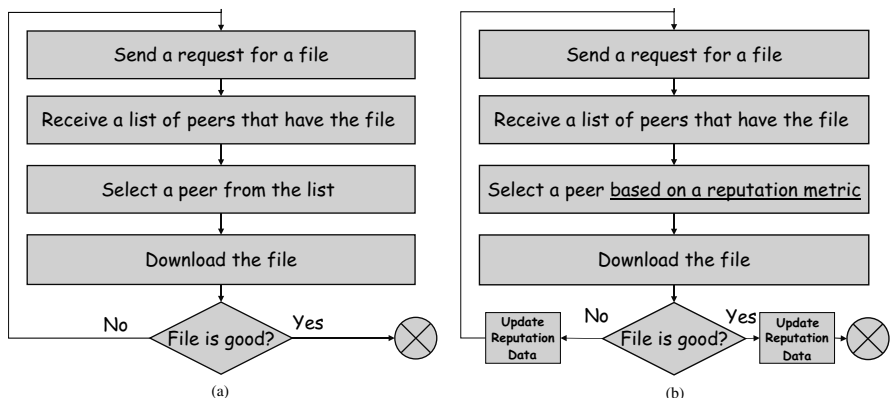 Send a request for a file
Receive a list of peers that have the file
Select a peer from the list
Download the file
No
File is good?
Yes
(a)
Send a request for a file
Receive a list of peers that have the file
Select a peer based on a reputation metric
Download the file
Update
Reputation
Data
No
File is good?
Yes
Update
Reputation
Data
(b)